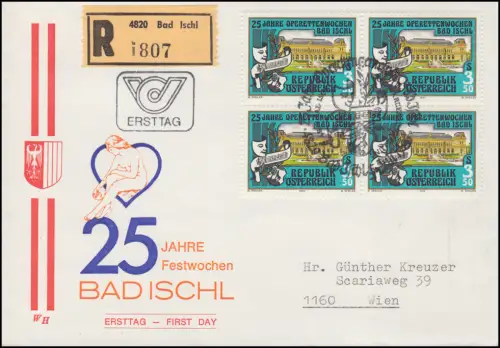 R
4820 Bad Ischl
807
ERSTTAG
25 JAHRE
Festwochen
BAD ISCHL
ERSTTAG – FIRST DAY
WH
25 JAHRE OPERETTENWOCHEN
BAD ISCHL
REPUBLIK
ÖSTERREICH
S 3
50
25 JAHRE OPERETTENWOCHEN
BAD ISCHL
REPUBLIK
ÖSTERREICH
S 3
50
25 JAHRE OPERETTENWOCHEN
BAD ISCHL
REPUBLIK
ÖSTERREICH
S 3
50
25 JAHRE OPERETTENWOCHEN
BAD ISCHL
REPUBLIK
ÖSTERREICH
S 3
50
Hr. Günther Kreuzer
Scariaweg 39
1160 Wien